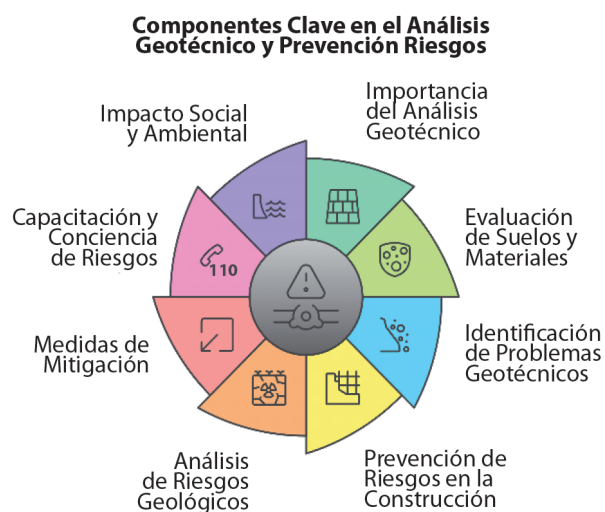 Componentes Clave en el Análisis
Geotécnico y Prevención Riesgos
Importancia
del Análisis
Geotécnico
Evaluación
de Suelos y
Materiales
Identificación
de Problemas
Geotécnicos
Prevención de
Riesgos en la
Construcción
Análisis
de Riesgos
Geológicos
Medidas de
Mitigación
Capacitación y
Conciencia
de Riesgos
110
Impacto Social
y Ambiental